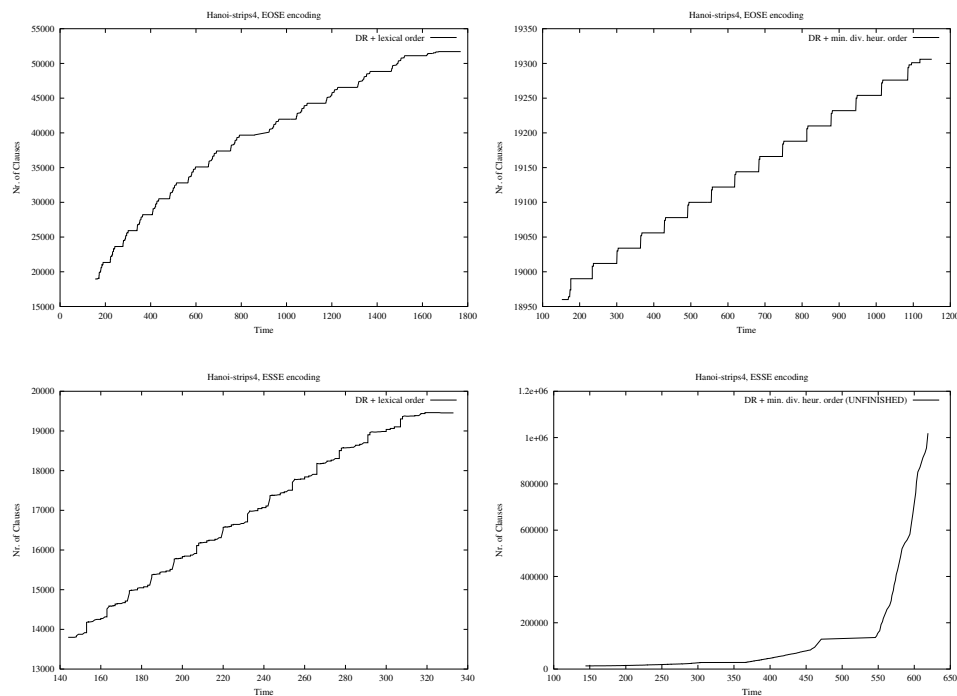 Hanoi-strips4, EOSE encoding
DR + lexical order
55000
50000
45000
40000
35000
30000
25000
20000
15000
Nr. of Clauses
0 200 400 600 800 1000 1200 1400 1600 1800
Time
Hanoi-strips4, EOSE encoding
DR + min. div. heur. order
19350
19300
19250
19200
19150
19100
19050
19000
18950
Nr. of Clauses
100 200 300 400 500 600 700 800 900 1000 1100 1200
Time
Hanoi-strips4, ESSE encoding
DR + lexical order
20000
19000
18000
17000
16000
15000
14000
13000
Nr. of Clauses
140 160 180 200 220 240 260 280 300 320 340
Time
Hanoi-strips4, ESSE encoding
DR + min. div. heur. order (UNFINISHED)
1.2e+06
1e+06
800000
600000
400000
200000
0
Nr. of Clauses
100 150 200 250 300 350 400 450 500 550 600 650
Time